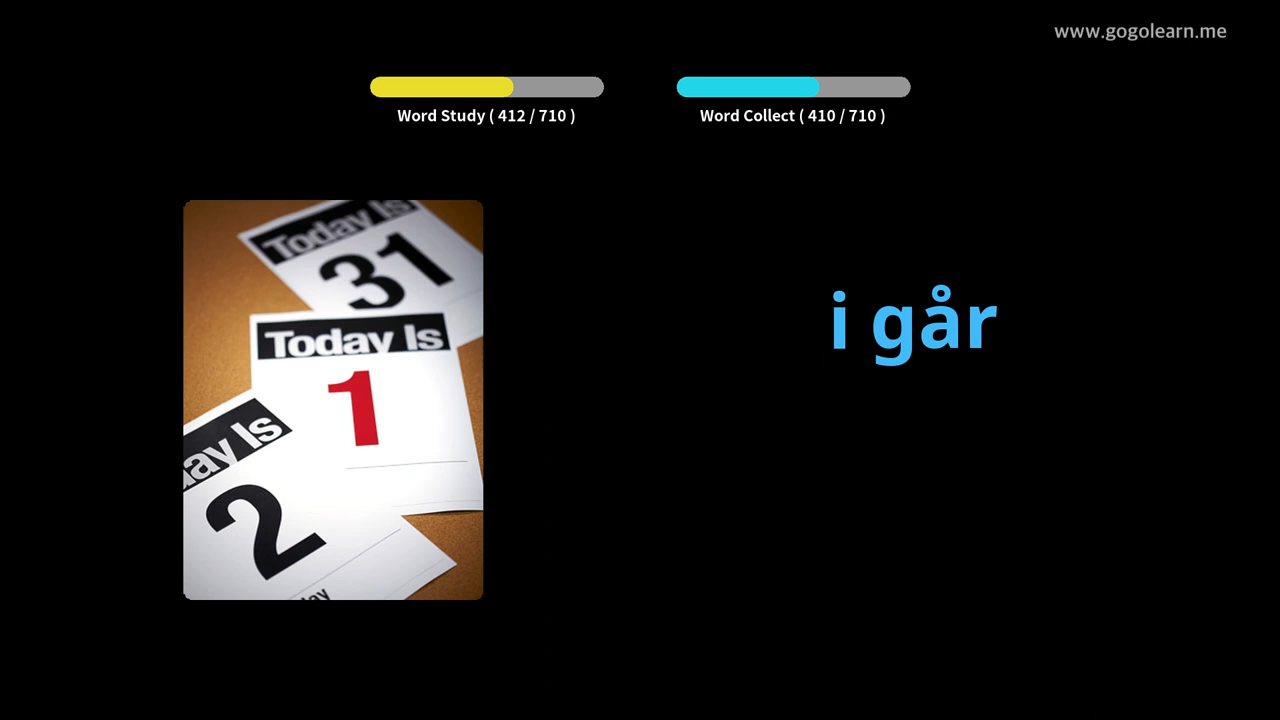 www.gogolearn.me
Word Study ( 412 / 710 )
Word Collect ( 410 / 710 )
Today Is
31
Today Is
1
ay Is
2
i går